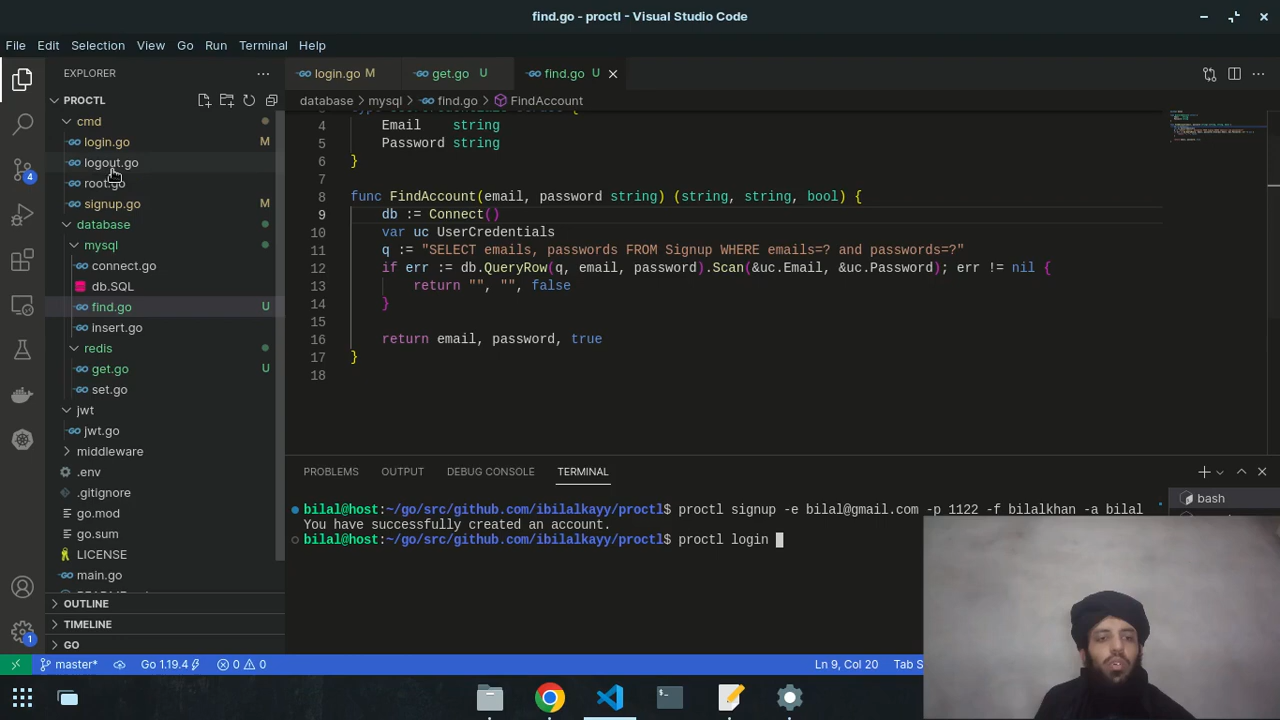 find.go - proctl - Visual Studio Code
File Edit Selection View Go Run Terminal Help
EXPLORER
PROCTL
cmd
login.go M
logout.go
root.go
signup.go M
database
mysql
connect.go
db.SQL
find.go U
insert.go
redis
get.go U
set.go
jwt
jwt.go
middleware
.env
.gitignore
go.mod
go.sum
LICENSE
main.go
OUTLINE
TIMELINE
GO
login.go M get.go U find.go U
database > mysql > find.go > FindAccount
4 Email string
5 Password string
6 }
7
8 func FindAccount(email, password string) (string, string, bool) {
9 db := Connect()
10 var uc UserCredentials
11 q := "SELECT emails, passwords FROM Signup WHERE emails=? and passwords=?"
12 if err := db.QueryRow(q, email, password).Scan(&uc.Email, &uc.Password); err != nil {
13 return "", "", false
14 }
15
16 return email, password, true
17 }
18
PROBLEMS OUTPUT DEBUG CONSOLE TERMINAL
bash
bilal@host:~/go/src/github.com/ibilalkayy/proctl$ proctl signup -e bilal@gmail.com -p 1122 -f bilalkhan -a bilal
You have successfully created an account.
bilal@host:~/go/src/github.com/ibilalkayy/proctl$ proctl login
4
1
master* Go 1.19.4 0 0 Ln 9, Col 20 Tab S